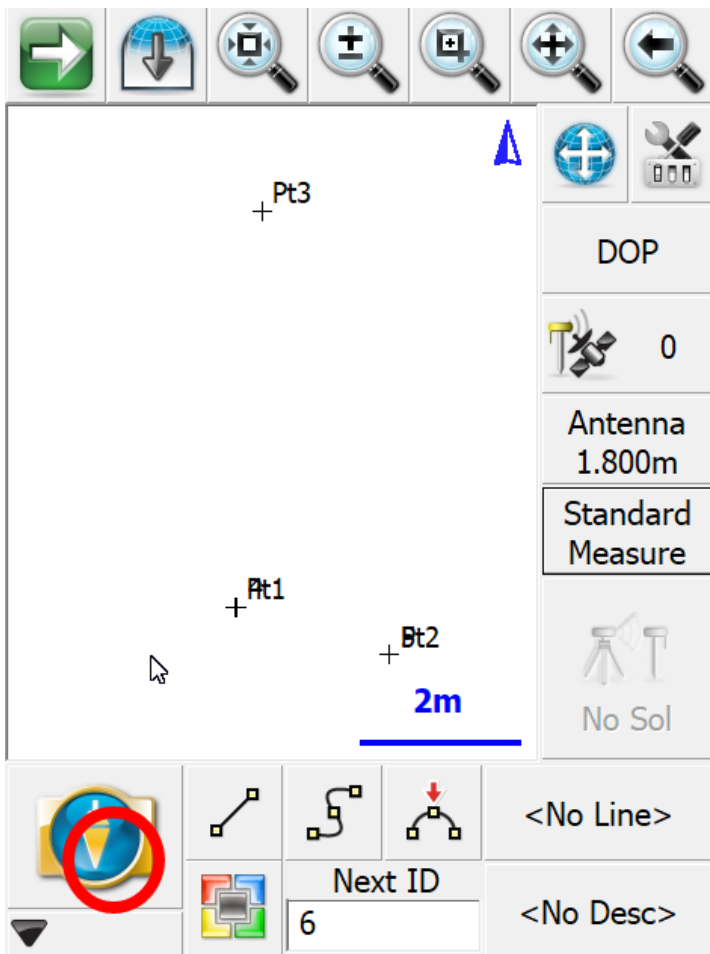 Pt3
DOP
0
Antenna
1.800m
Standard
Measure
Pt2
2m
No Sol
<No Line>
Next ID
6
<No Desc>